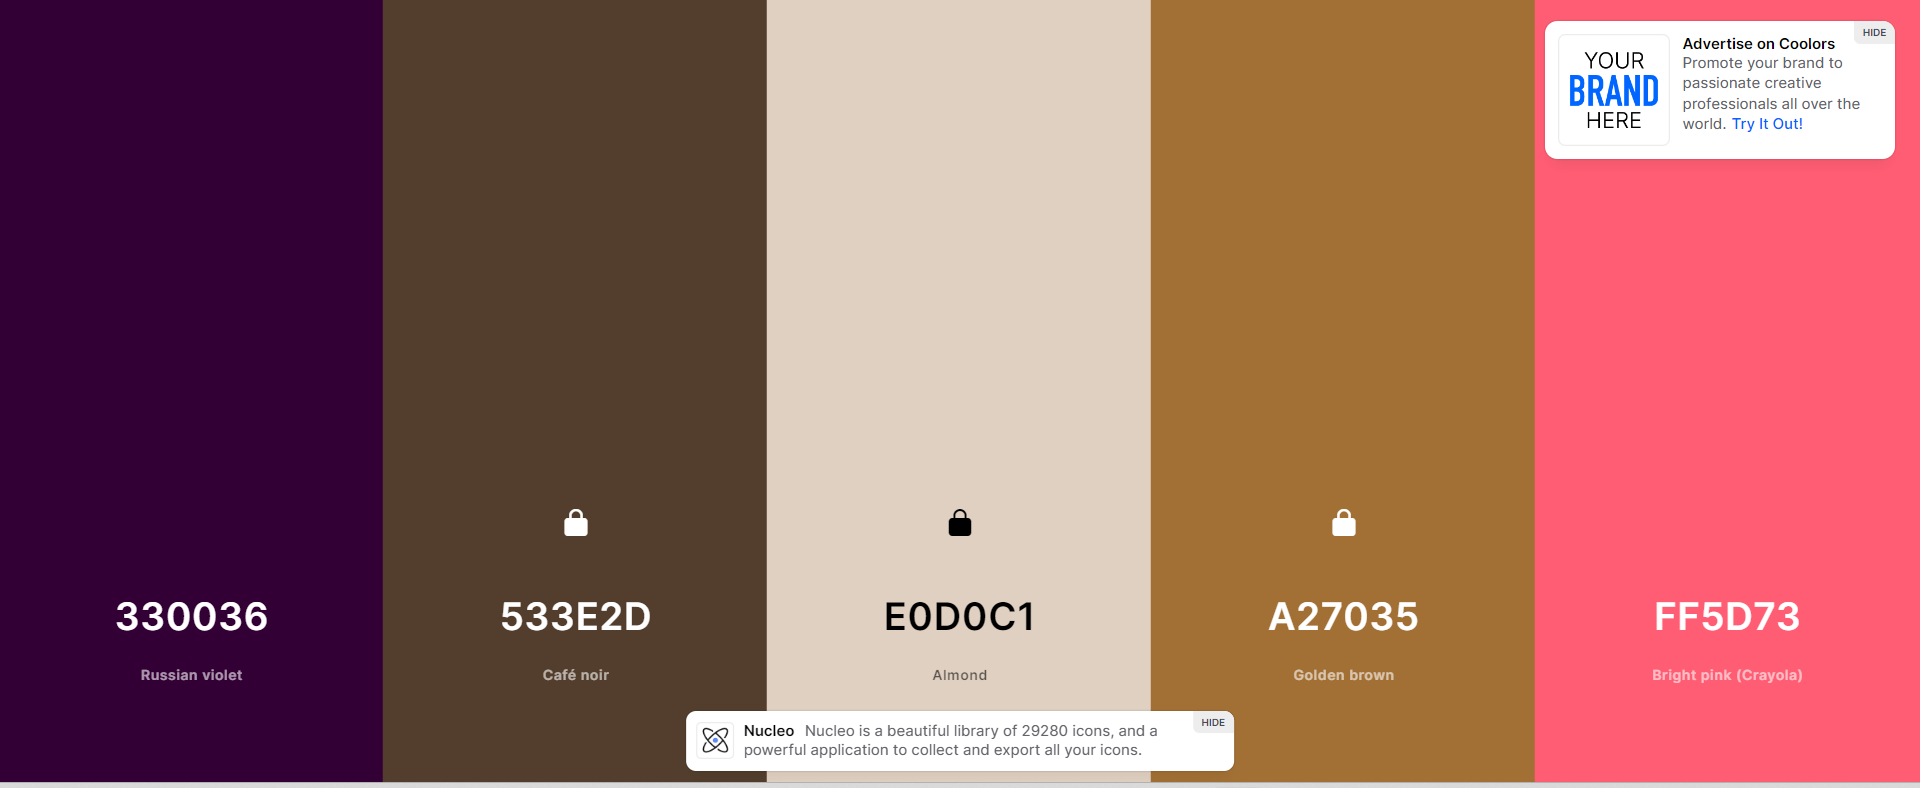 HIDE
YOUR
BRAND
HERE
Advertise on Coolors
Promote your brand to
passionate creative
professionals all over the
world. Try It Out!
330036
Russian violet
533E2D
Café noir
E0D0C1
Almond
A27035
Golden brown
FF5D73
Bright pink (Crayola)
HIDE
Nucleo Nucleo is a beautiful library of 29280 icons, and a
powerful application to collect and export all your icons.